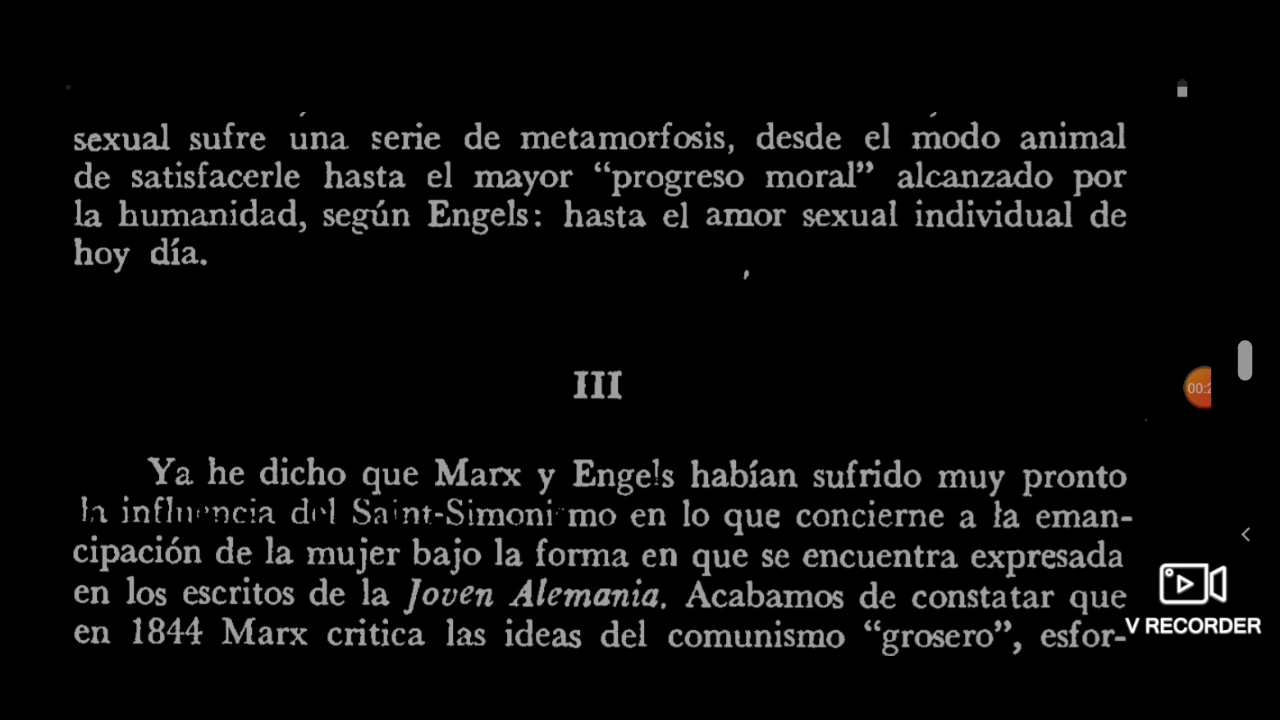 sexual sufre una serie de metamorfosis, desde el modo animal
de satisfacerle hasta el mayor “progreso moral” alcanzado por
la humanidad, según Engels: hasta el amor sexual individual de
hoy día.
III
Ya he dicho que Marx y Engels habían sufrido muy pronto
la influencia del Saint-Simonismo en lo que concierne a la eman-
cipación de la mujer bajo la forma en que se encuentra expresada
en los escritos de la Joven Alemania. Acabamos de constatar que
en 1844 Marx critica las ideas del comunismo “grosero”, esfor-
00:2
V RECORDER